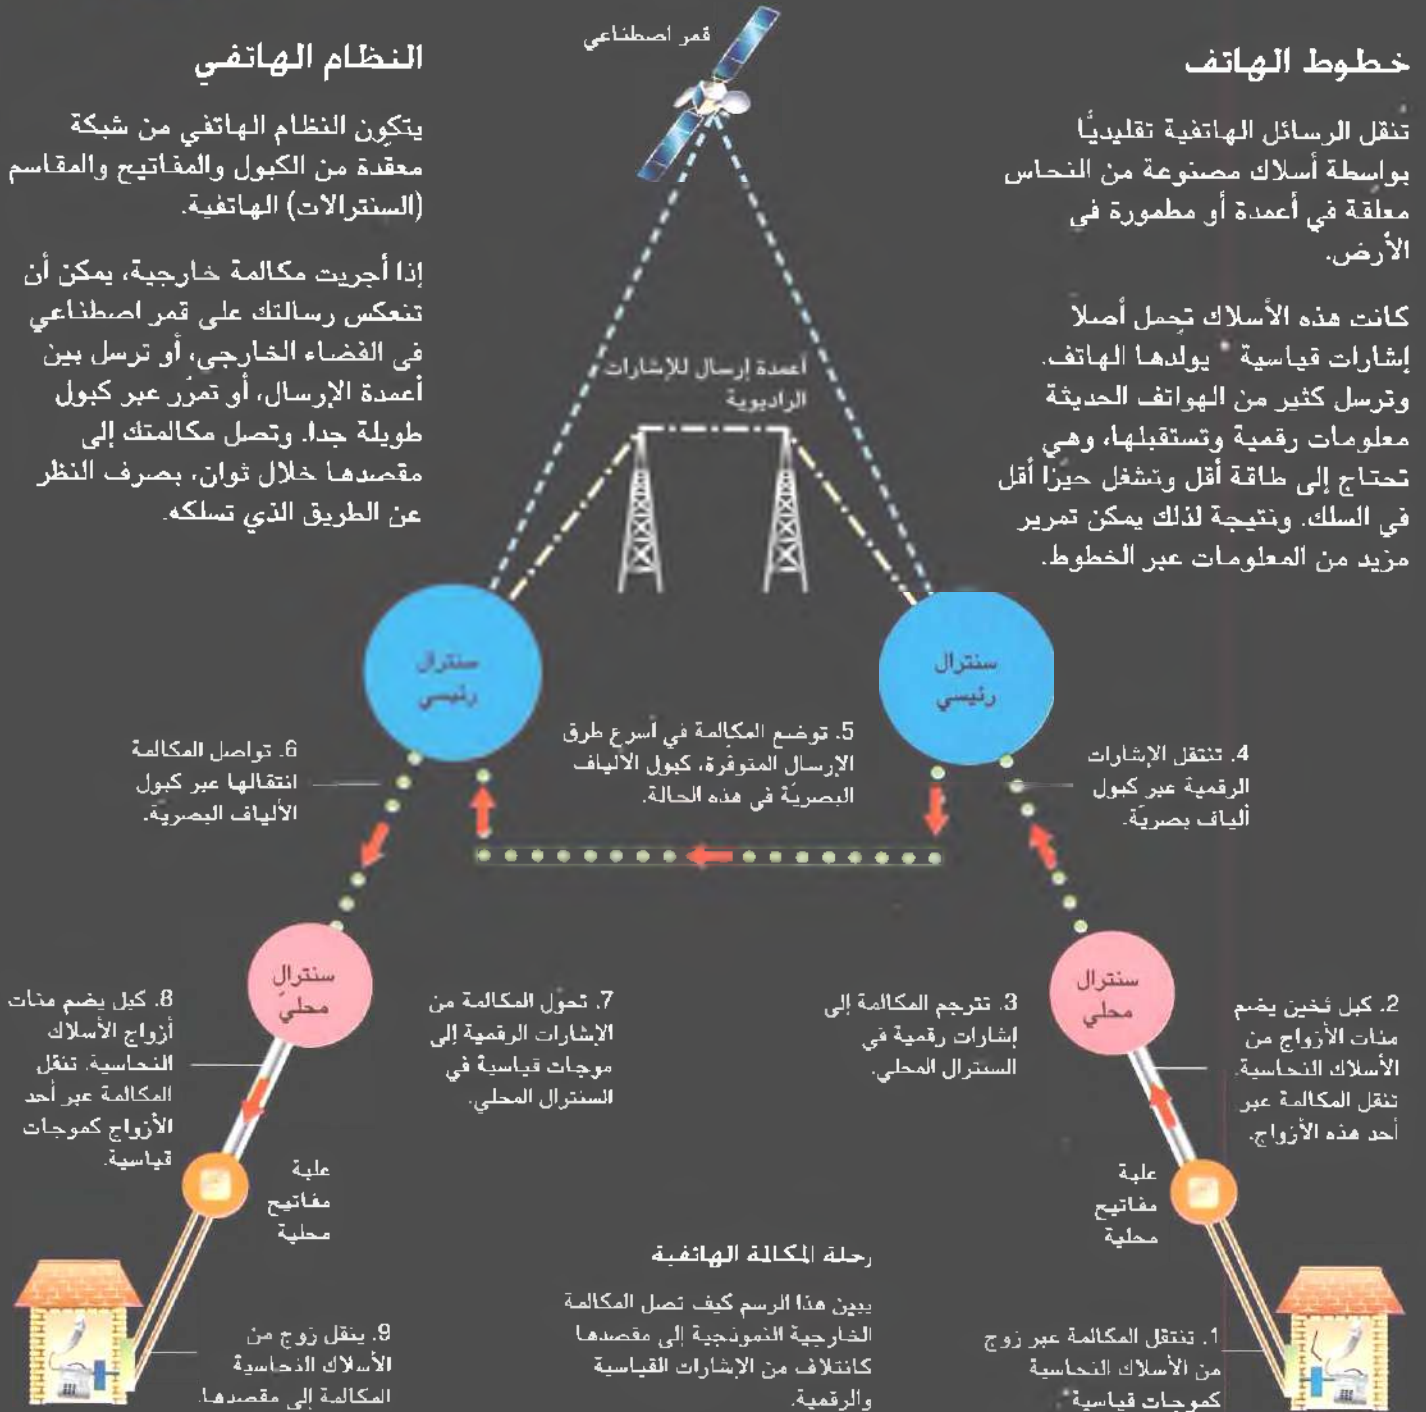 خطوط الهاتف
تنقل الرسائل الهاتفية تقليديًّا
بواسطة أسلاك مصنوعة من النحاس
معلقة في أعمدة أو مطمورة في
الأرض.
كانت هذه الأسلاك تحمل أصلاً
إشارات قياسية * يولدها الهاتف.
وترسل كثير من الهواتف الحديثة
معلومات رقمية وتستقبلها، وهي
تحتاج إلى طاقة أقل وتشغل حيّزا أقل
في السلك. ونتيجة لذلك يمكن تمرير
مزيد من المعلومات عبر الخطوط.
النظام الهاتفي
يتكون النظام الهاتفي من شبكة
معقدة من الكبول والمفاتيح والمقاسم
(السنترالات) الهاتفية.
إذا أجريت مكالمة خارجية، يمكن أن
تنعكس رسالتك على قمر اصطناعي
في الفضاء الخارجي، أو ترسل بين
أعمدة الإرسال، أو تمرّر عبر كبول
طويلة جدا. وتصل مكالمتك إلى
مقصدها خلال ثوان، بصرف النظر
عن الطريق الذي تسلكه.
قمر اصطناعي
أعمدة إرسال للإشارات
الراديوية
سنترال
رئيسي
سنترال
رئيسي
4. تنتقل الإشارات
الرقمية عبر كبول
ألياف بصريّة.
5. توضع المكالمة في أسرع طرق
الإرسال المتوفّرة، كبول الألياف
البصريّة في هذه الحالة.
6. تواصل المكالمة
انتقالها عبر كبول
الألياف البصريّة.
سنترال
محلي
سنترال
محلي
2. كبل ثخين يضم
مئات الأزواج من
الأسلاك النحاسية.
تنقل المكالمة عبر
أحد هذه الأزواج.
3. تترجم المكالمة إلى
إشارات رقمية في
السنترال المحلي.
7. تحوّل المكالمة من
الإشارات الرقمية إلى
موجات قياسية في
السنترال المحلي.
8. كبل يضم مئات
أزواج الأسلاك
النحاسية. تنقل
المكالمة عبر أحد
الأزواج كموجات
قياسية.
علبة
مفاتيح
محلية
علبة
مفاتيح
محلية
رحلة المكالمة الهاتفية
يبين هذا الرسم كيف تصل المكالمة
الخارجية النموذجية إلى مقصدها
كائتلاف من الإشارات القياسية
والرقمية.
1. تنتقل المكالمة عبر زوج
من الأسلاك النحاسية
كموجات قياسية*
9. ينقل زوج من
الأسلاك النحاسية
المكالمة إلى مقصدها.